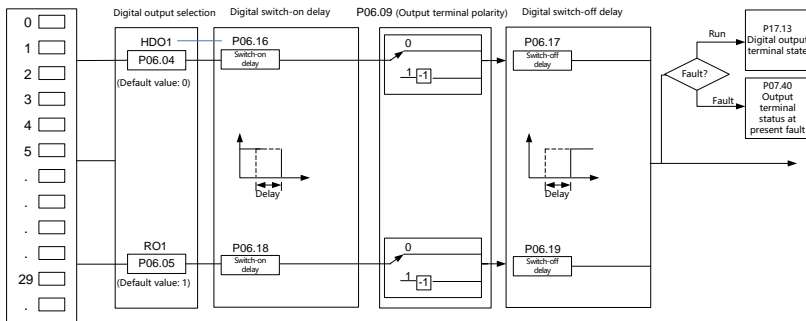 Digital output selection
Digital switch-on delay
P06.09 (Output terminal polarity)
Digital switch-off delay
0
1
2
3
4
5
.
.
.
.
29
.
HDO1
P06.04
(Default value: 0)
RO1
P06.05
(Default value: 1)
P06.16
Switch-on
delay
Delay
P06.18
Switch-on
delay
0
1
-1
0
1
-1
P06.17
Switch-off
delay
Delay
P06.19
Switch-off
delay
Run
Fault?
Fault
P17.13
Digital output
terminal state
P07.40
Output
terminal
status at
present fault